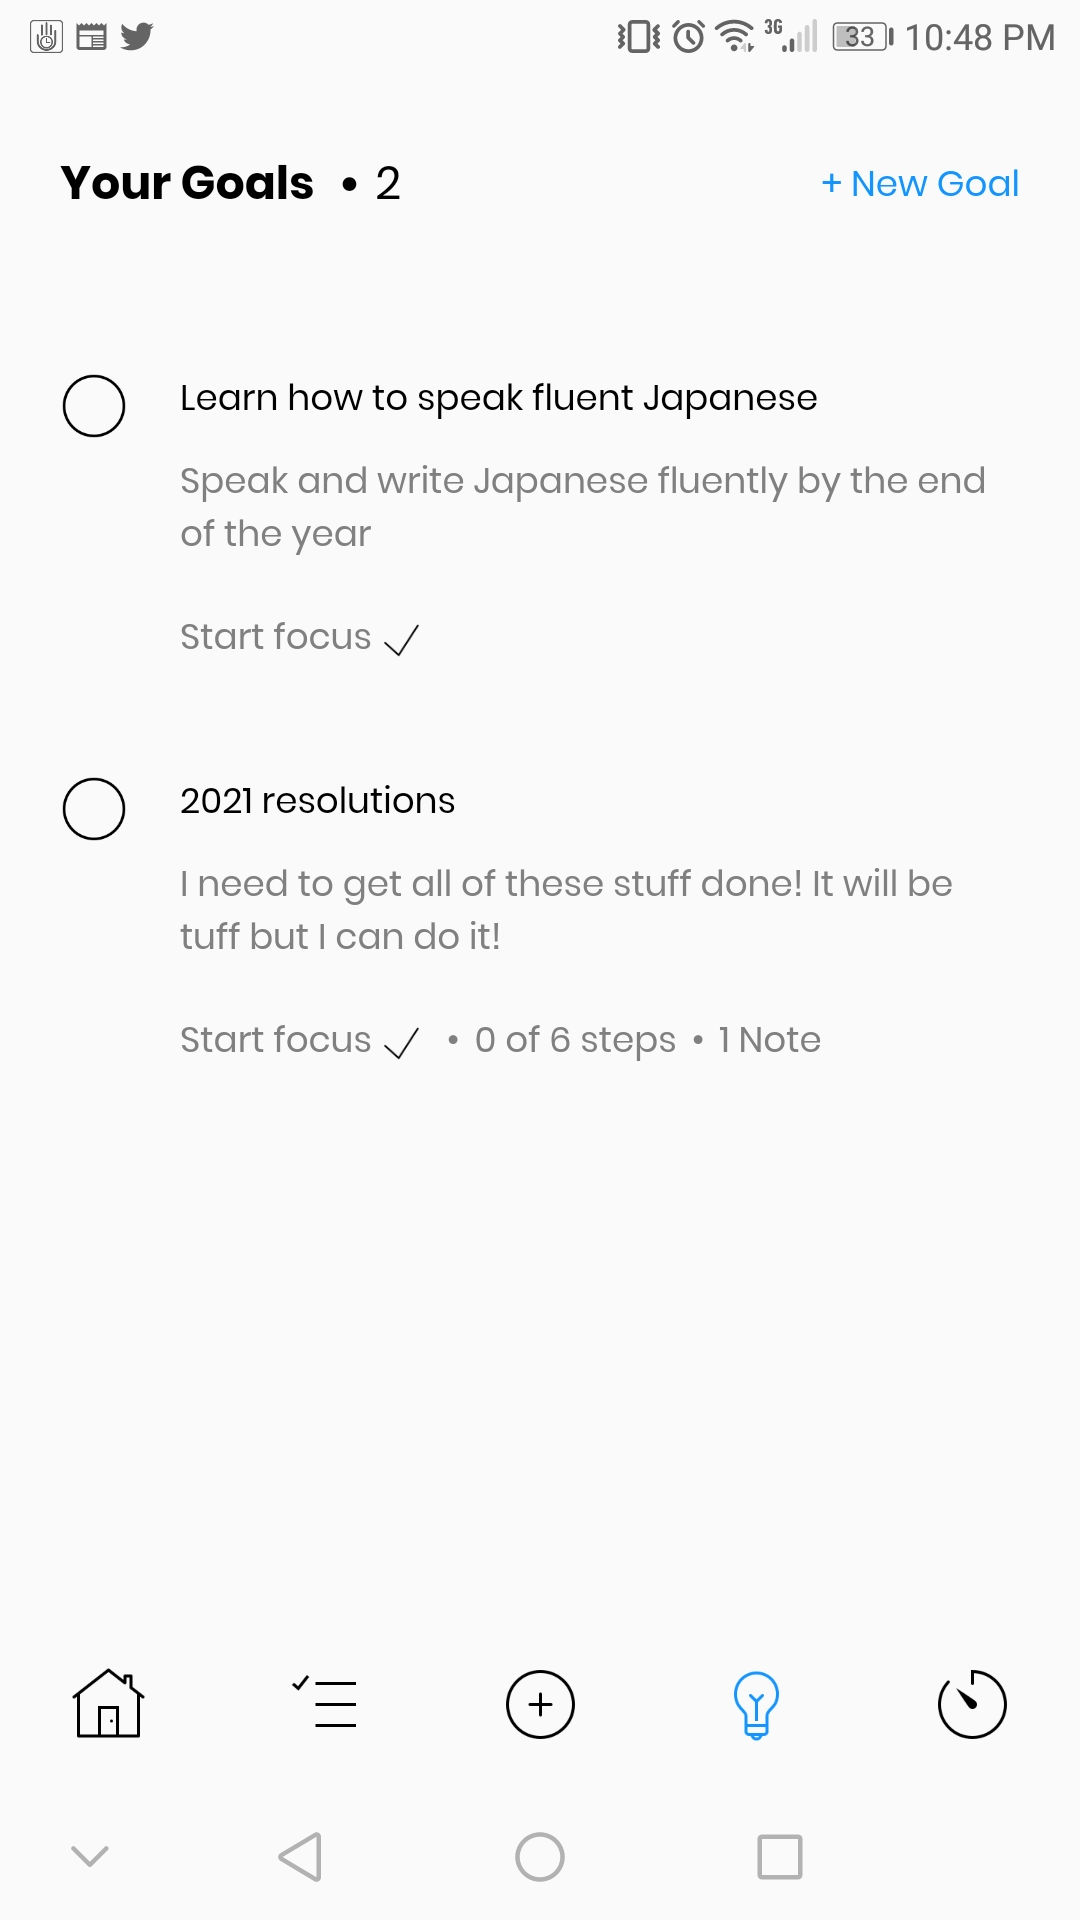 3G 33 10:48 PM
Your Goals • 2
+ New Goal
Learn how to speak fluent Japanese
Speak and write Japanese fluently by the end
of the year
Start focus
2021 resolutions
I need to get all of these stuff done! It will be
tuff but I can do it!
Start focus • 0 of 6 steps • 1 Note